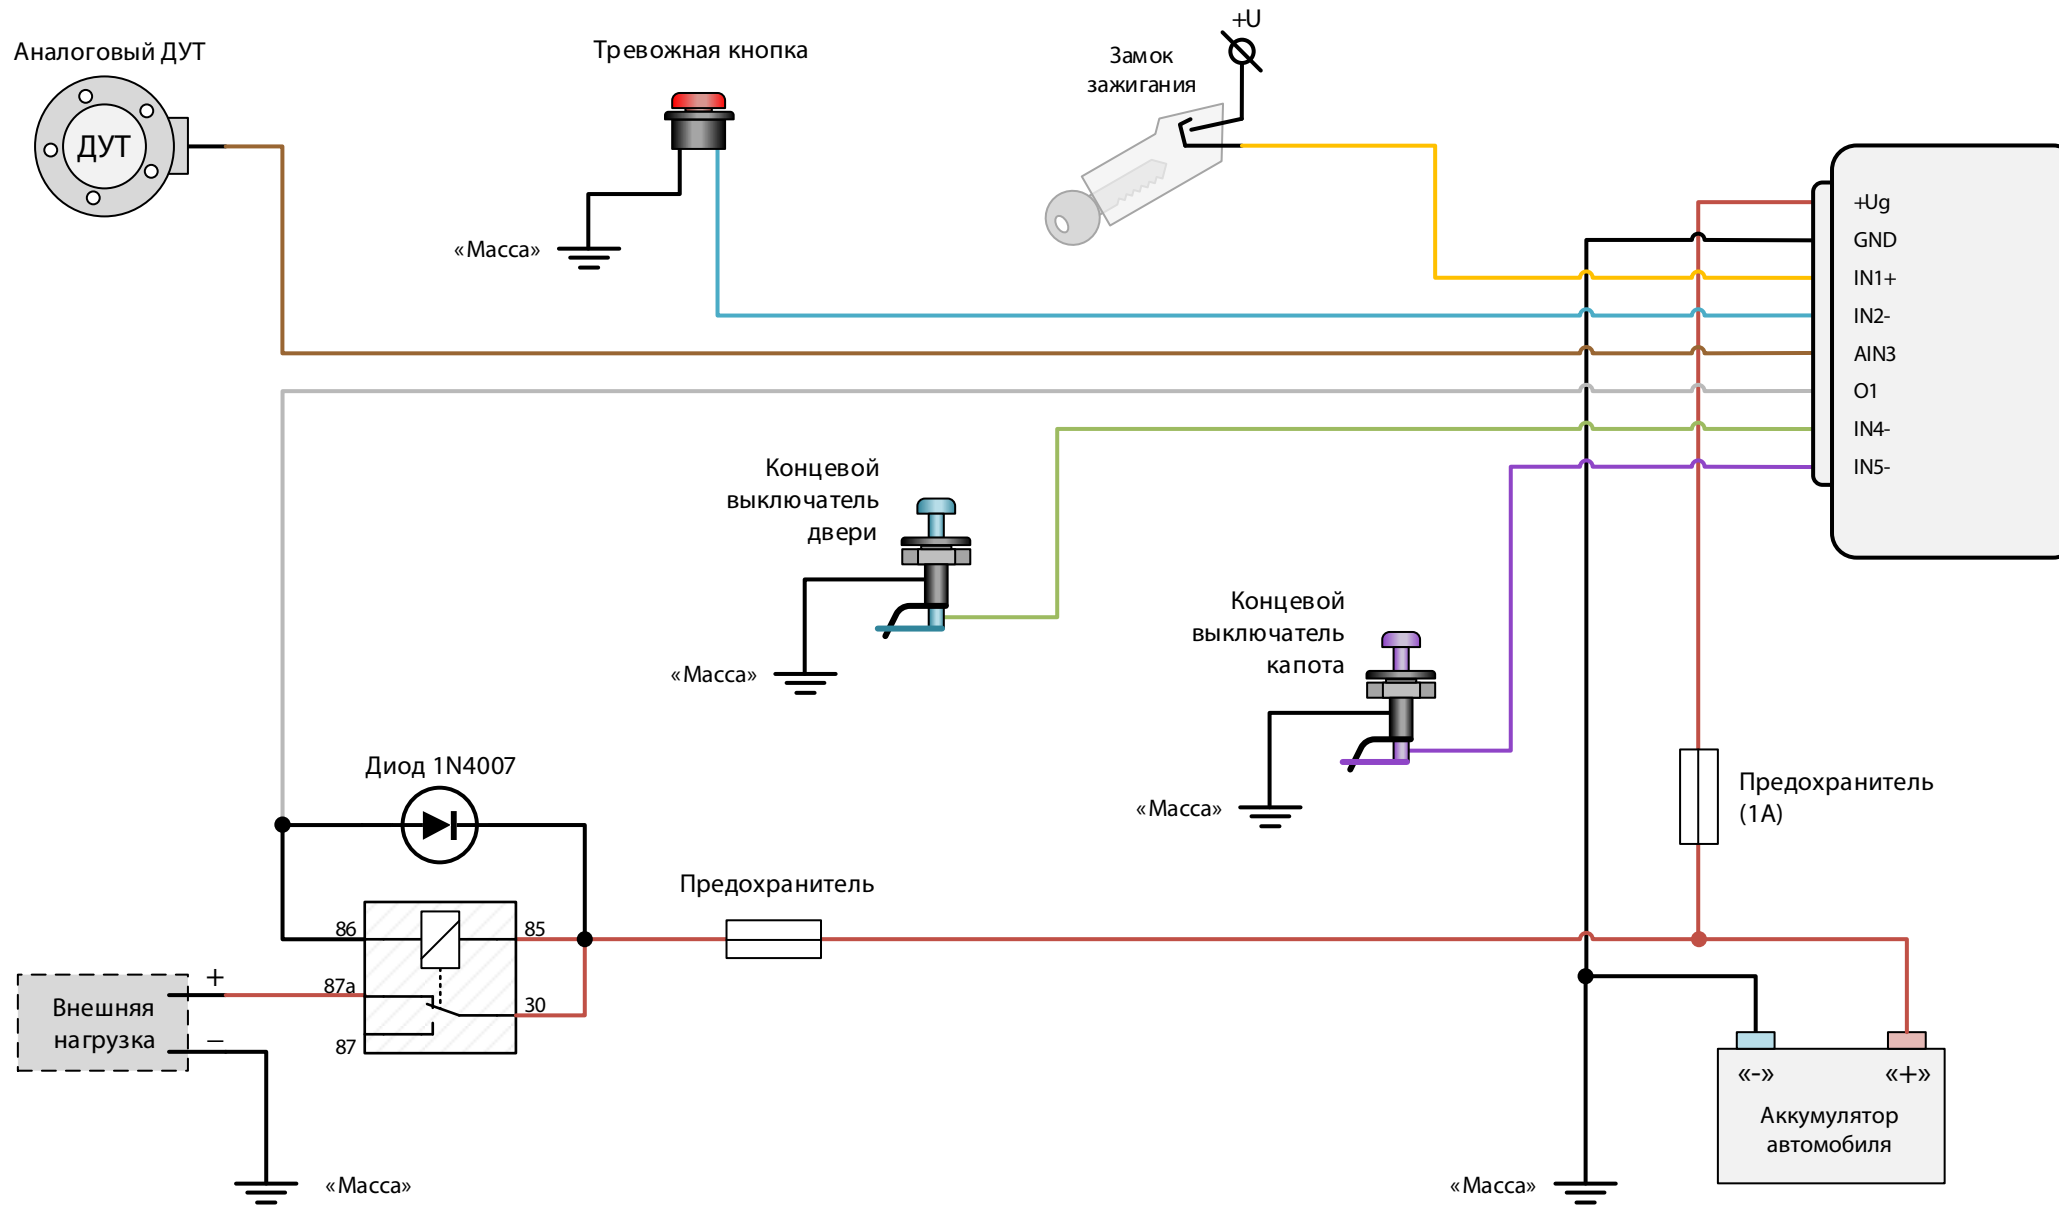 Аналоговый ДУТ
ДУТ
Тревожная кнопка
«Масса»
Замок
зажигания
+U
+Ug
GND
IN1+
IN2-
AIN3
O1
IN4-
IN5-
Концевой
выключатель
двери
«Масса»
Концевой
выключатель
капота
«Масса»
Диод 1N4007
Предохранитель
(1А)
Предохранитель
86
85
87a
30
87
Внешняя
нагрузка
+
–
«Масса»
«Масса»
«-»
«+»
Аккумулятор
автомобиля